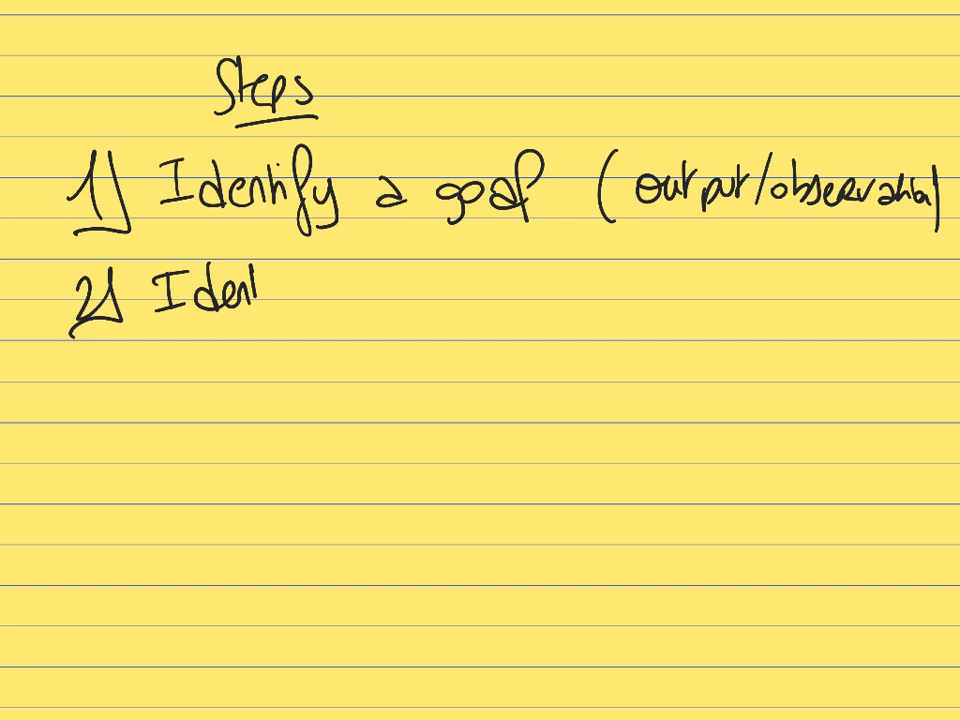 Steps
1) Identify a goal (output/observation)
2) Ident